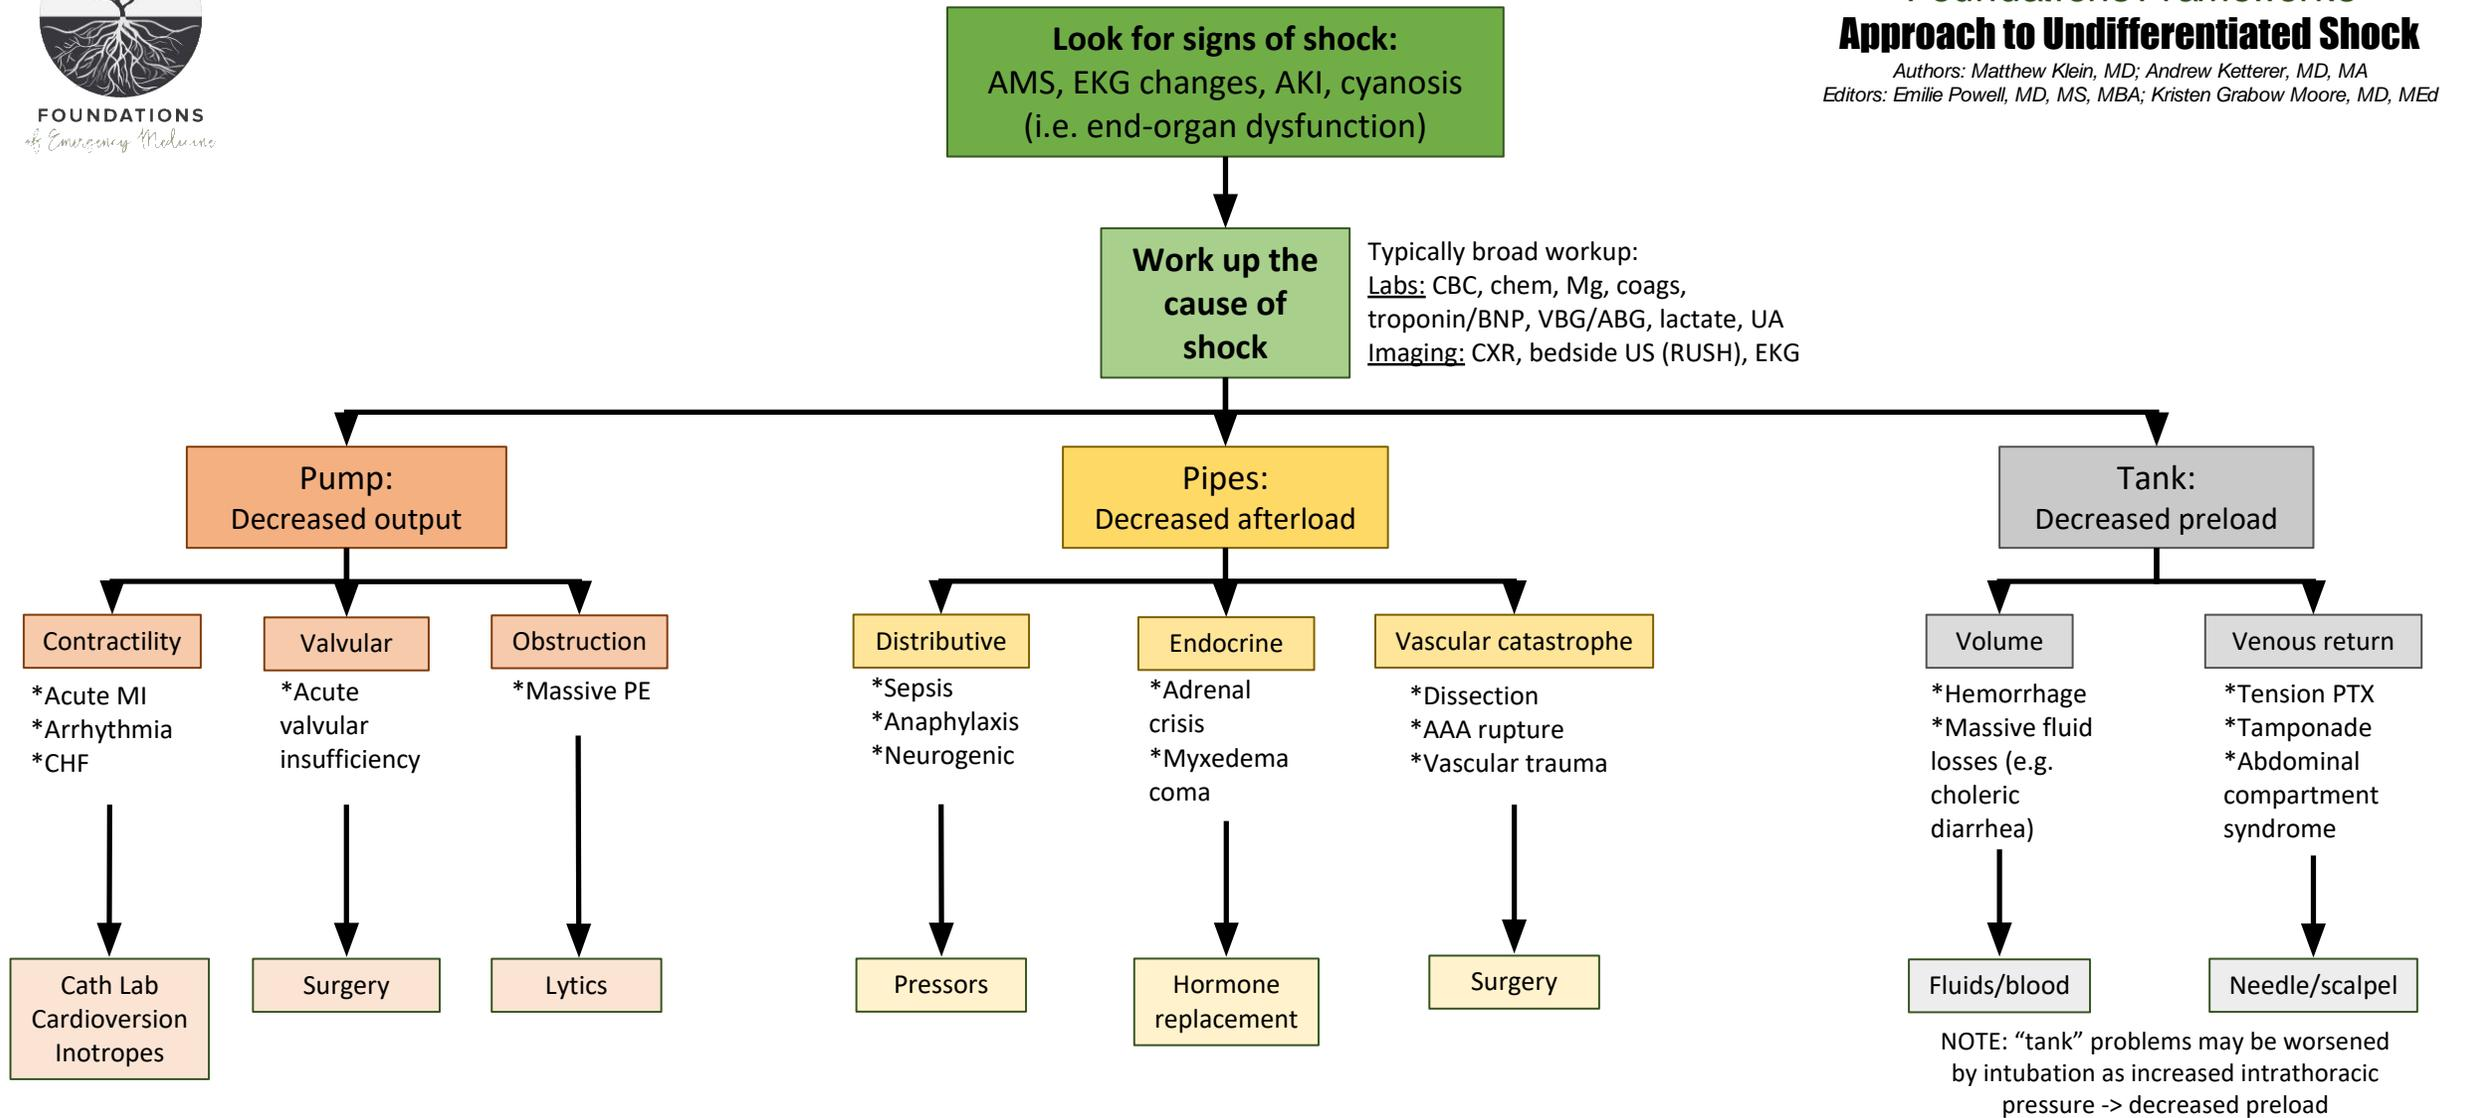 FOUNDATIONS
of Emergency Medicine
Foundations Frameworks
Approach to Undifferentiated Shock
Authors: Matthew Klein, MD; Andrew Ketterer, MD, MA
Editors: Emilie Powell, MD, MS, MBA; Kristen Grabow Moore, MD, MEd
Look for signs of shock:
AMS, EKG changes, AKI, cyanosis
(i.e. end-organ dysfunction)
Work up the
cause of
shock
Typically broad workup:
Labs: CBC, chem, Mg, coags,
troponin/BNP, VBG/ABG, lactate, UA
Imaging: CXR, bedside US (RUSH), EKG
Pump:
Decreased output
Contractility
*Acute MI
*Arrhythmia
*CHF
Cath Lab
Cardioversion
Inotropes
Valvular
*Acute
valvular
insufficiency
Surgery
Obstruction
*Massive PE
Lytics
Pipes:
Decreased afterload
Distributive
*Sepsis
*Anaphylaxis
*Neurogenic
Pressors
Endocrine
*Adrenal
crisis
*Myxedema
coma
Hormone
replacement
Vascular catastrophe
*Dissection
*AAA rupture
*Vascular trauma
Surgery
Tank:
Decreased preload
Volume
*Hemorrhage
*Massive fluid
losses (e.g.
choleric
diarrhea)
Fluids/blood
Venous return
*Tension PTX
*Tamponade
*Abdominal
compartment
syndrome
Needle/scalpel
NOTE: “tank” problems may be worsened
by intubation as increased intrathoracic
pressure -> decreased preload